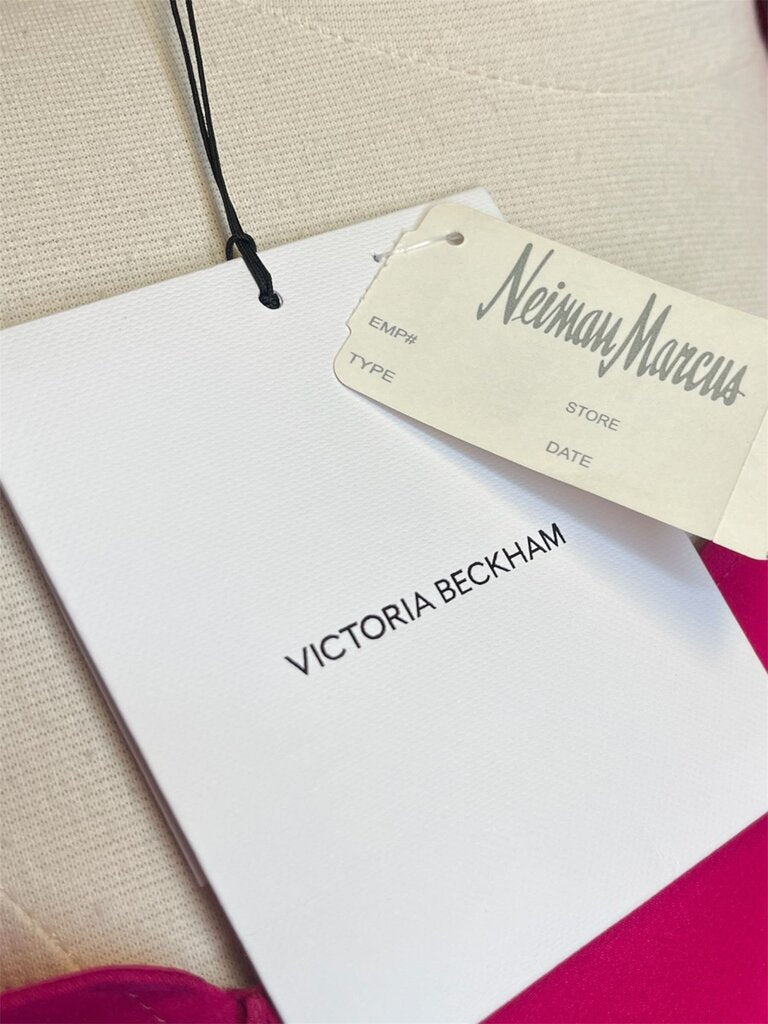 Neiman Marcus
EMP#
TYPE
STORE
DATE
VICTORIA BECKHAM